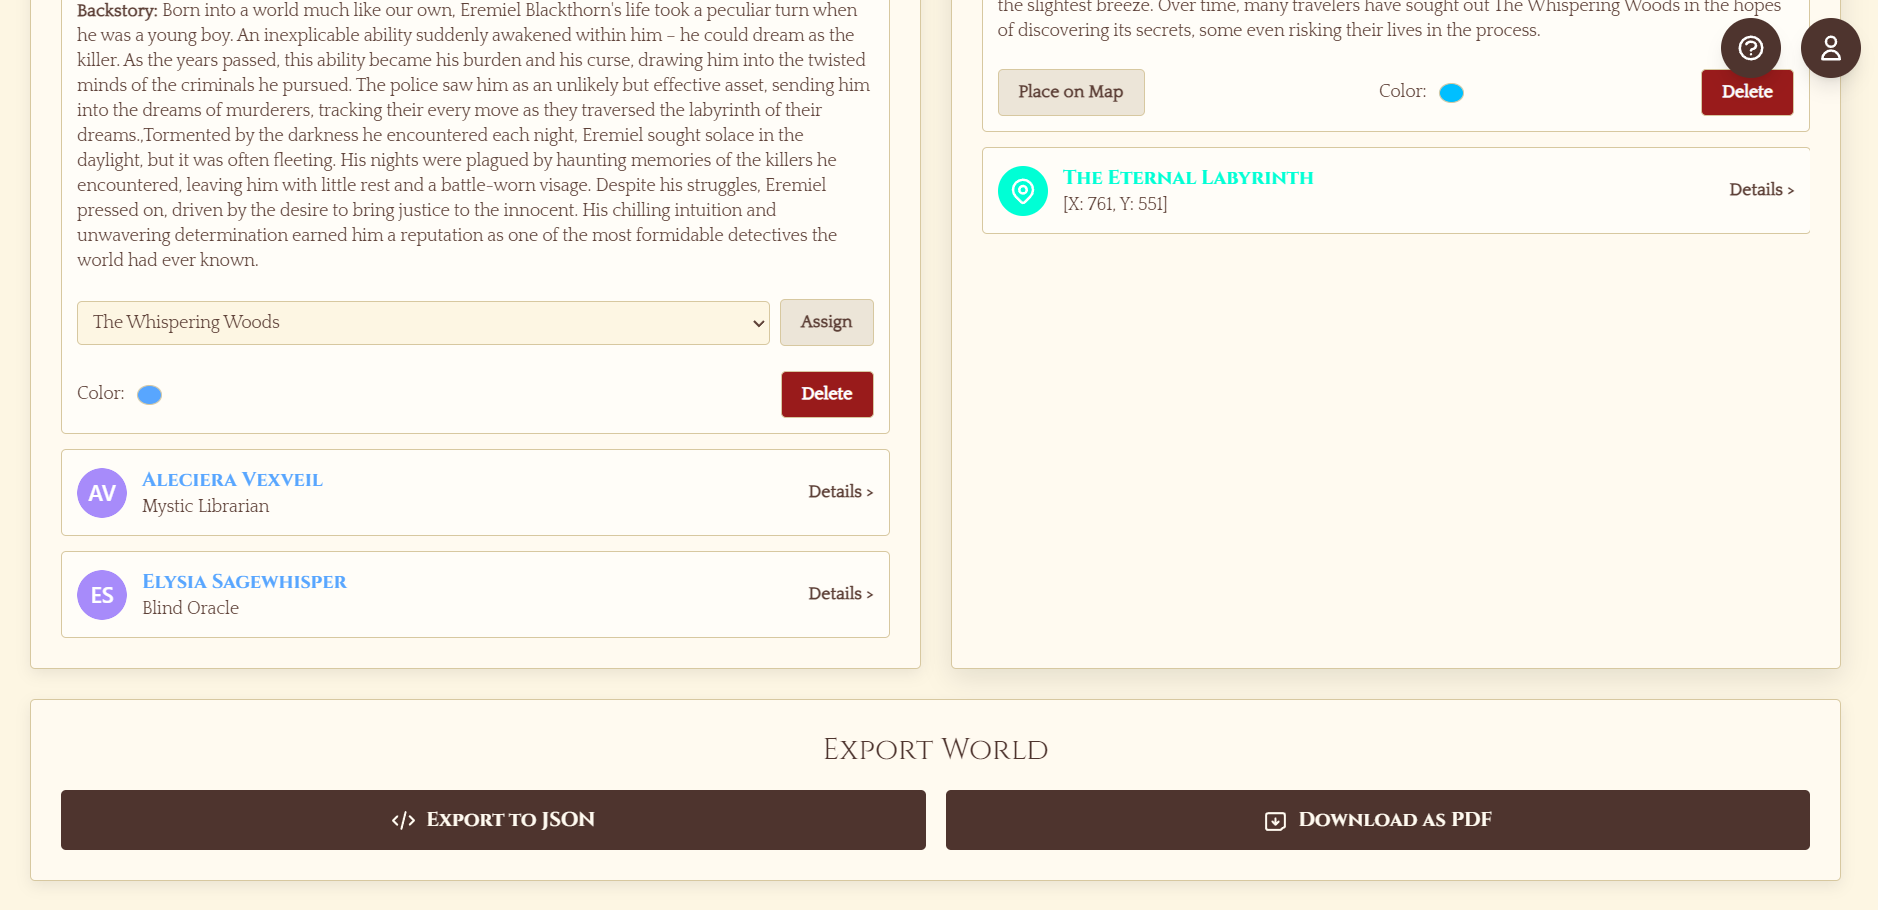 Backstory: Born into a world much like our own, Eremiel Blackthorn's life took a peculiar turn when
he was a young boy. An inexplicable ability suddenly awakened within him – he could dream as the
killer. As the years passed, this ability became his burden and his curse, drawing him into the twisted
minds of the criminals he pursued. The police saw him as an unlikely but effective asset, sending him
into the dreams of murderers, tracking their every move as they traversed the labyrinth of their
dreams.,Tormented by the darkness he encountered each night, Eremiel sought solace in the
daylight, but it was often fleeting. His nights were plagued by haunting memories of the killers he
encountered, leaving him with little rest and a battle-worn visage. Despite his struggles, Eremiel
pressed on, driven by the desire to bring justice to the innocent. His chilling intuition and
unwavering determination earned him a reputation as one of the most formidable detectives the
world had ever known.
The Whispering Woods
Assign
Color:
Delete
AV
Aleciera Vexveil
Mystic Librarian
Details >
ES
Elysia Sagewhisper
Blind Oracle
Details >
the slightest breeze. Over time, many travelers have sought out The Whispering Woods in the hopes
of discovering its secrets, some even risking their lives in the process.
Place on Map
Color:
Delete
The Eternal Labyrinth
[X: 761, Y: 551]
Details >
Export World
Export to JSON
Download as PDF